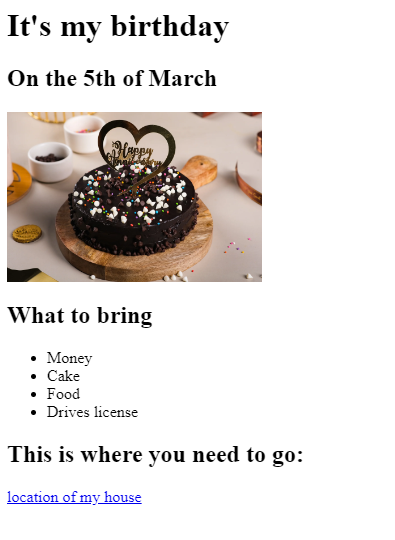 It's my birthday
On the 5th of March
Happy
Anniversary
What to bring
Money
Cake
Food
Drives license
This is where you need to go:
location of my house